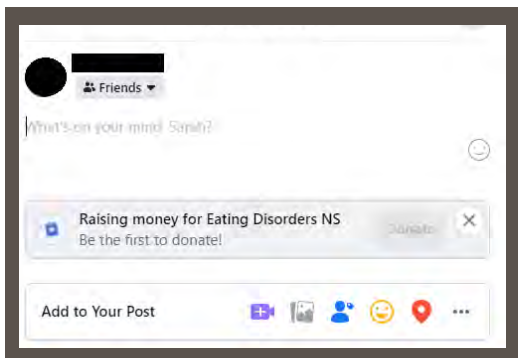 Friends
What's on your mind, Sarah?
Raising money for Eating Disorders NS
Be the first to donate!
Donate
Add to Your Post